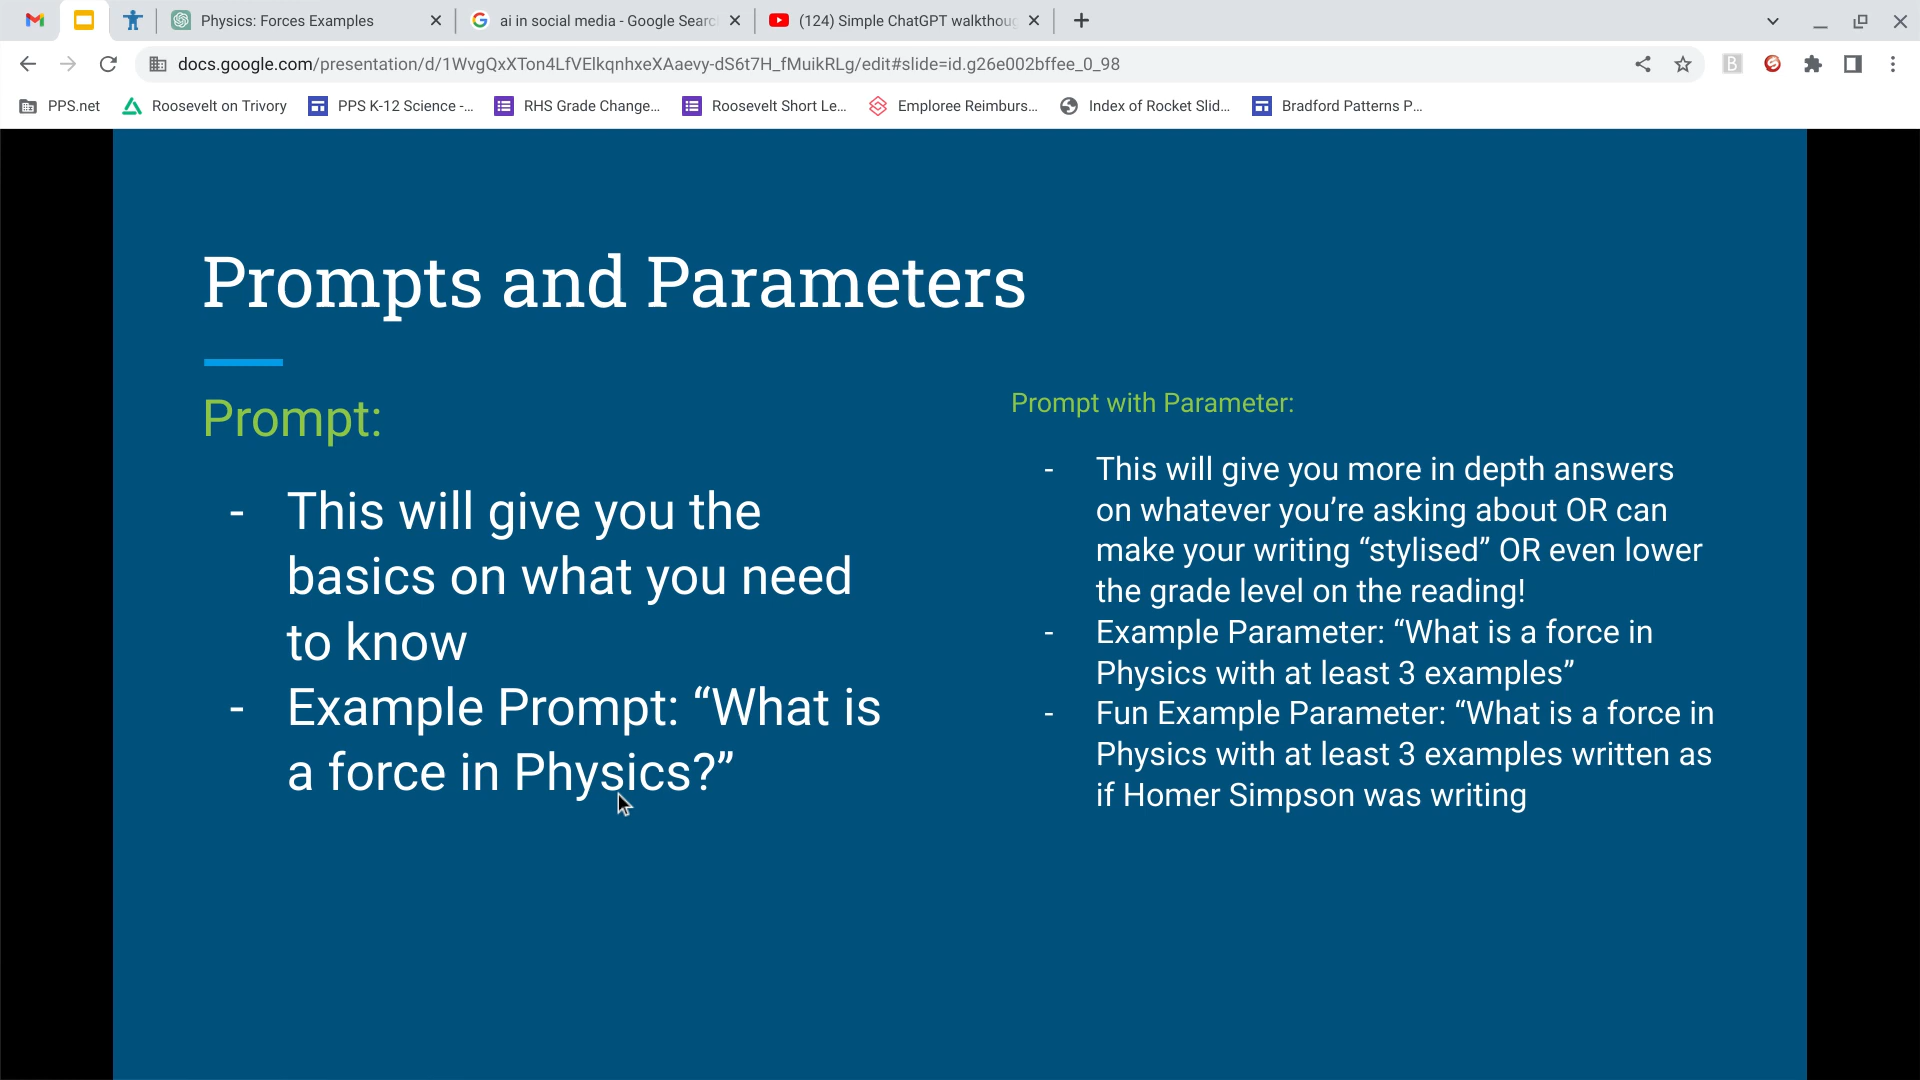 Physics: Forces Examples
ai in social media - Google Searc
(124) Simple ChatGPT walkthoug
docs.google.com/presentation/d/1WvgQxXTon4LfVElkqnhxeXAaevy-dS6t7H_fMuikRLg/edit#slide=id.g26e002bffee_0_98
PPS.net
Roosevelt on Trivory
PPS K-12 Science -...
RHS Grade Change...
Roosevelt Short Le...
Emploree Reimburs...
Index of Rocket Slid...
Bradford Patterns P...
Prompts and Parameters
Prompt:
- This will give you the
basics on what you need
to know
- Example Prompt: “What is
a force in Physics?”
Prompt with Parameter:
- This will give you more in depth answers
on whatever you’re asking about OR can
make your writing “stylised” OR even lower
the grade level on the reading!
- Example Parameter: “What is a force in
Physics with at least 3 examples”
- Fun Example Parameter: “What is a force in
Physics with at least 3 examples written as
if Homer Simpson was writing